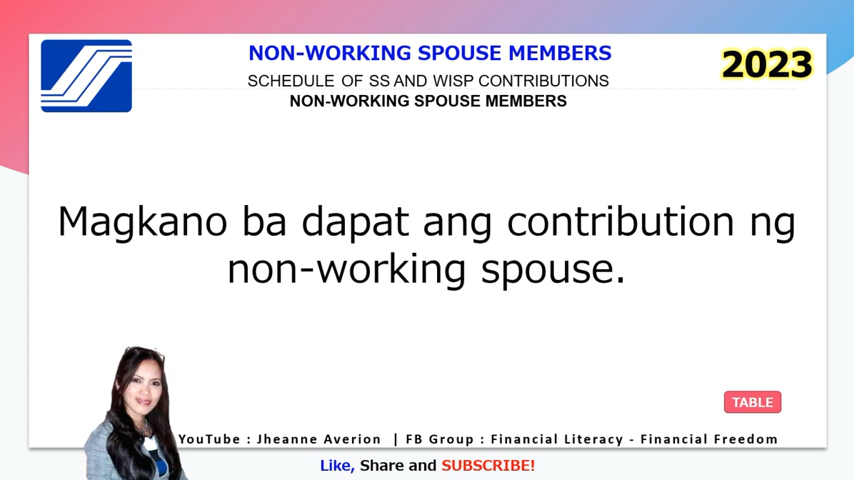 NON-WORKING SPOUSE MEMBERS
2023
SCHEDULE OF SS AND WISP CONTRIBUTIONS
NON-WORKING SPOUSE MEMBERS
Magkano ba dapat ang contribution ng
non-working spouse.
TABLE
YouTube : Jheanne Averion | FB Group : Financial Literacy - Financial Freedom
Like, Share and SUBSCRIBE!